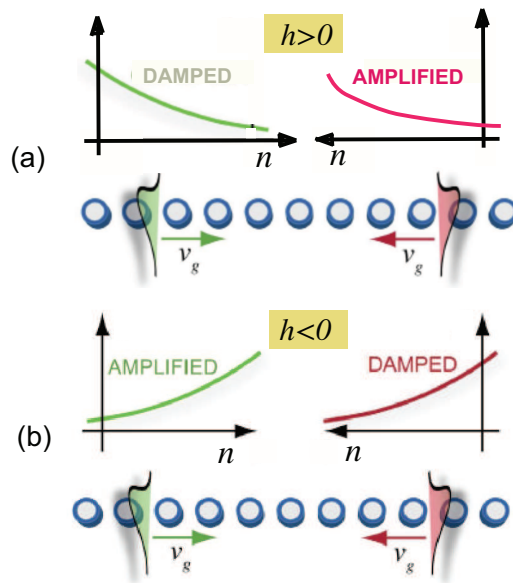 h>0
DAMPED
AMPLIFIED
n
n
(a)
v_g
v_g
h<0
AMPLIFIED
DAMPED
n
n
(b)
v_g
v_g